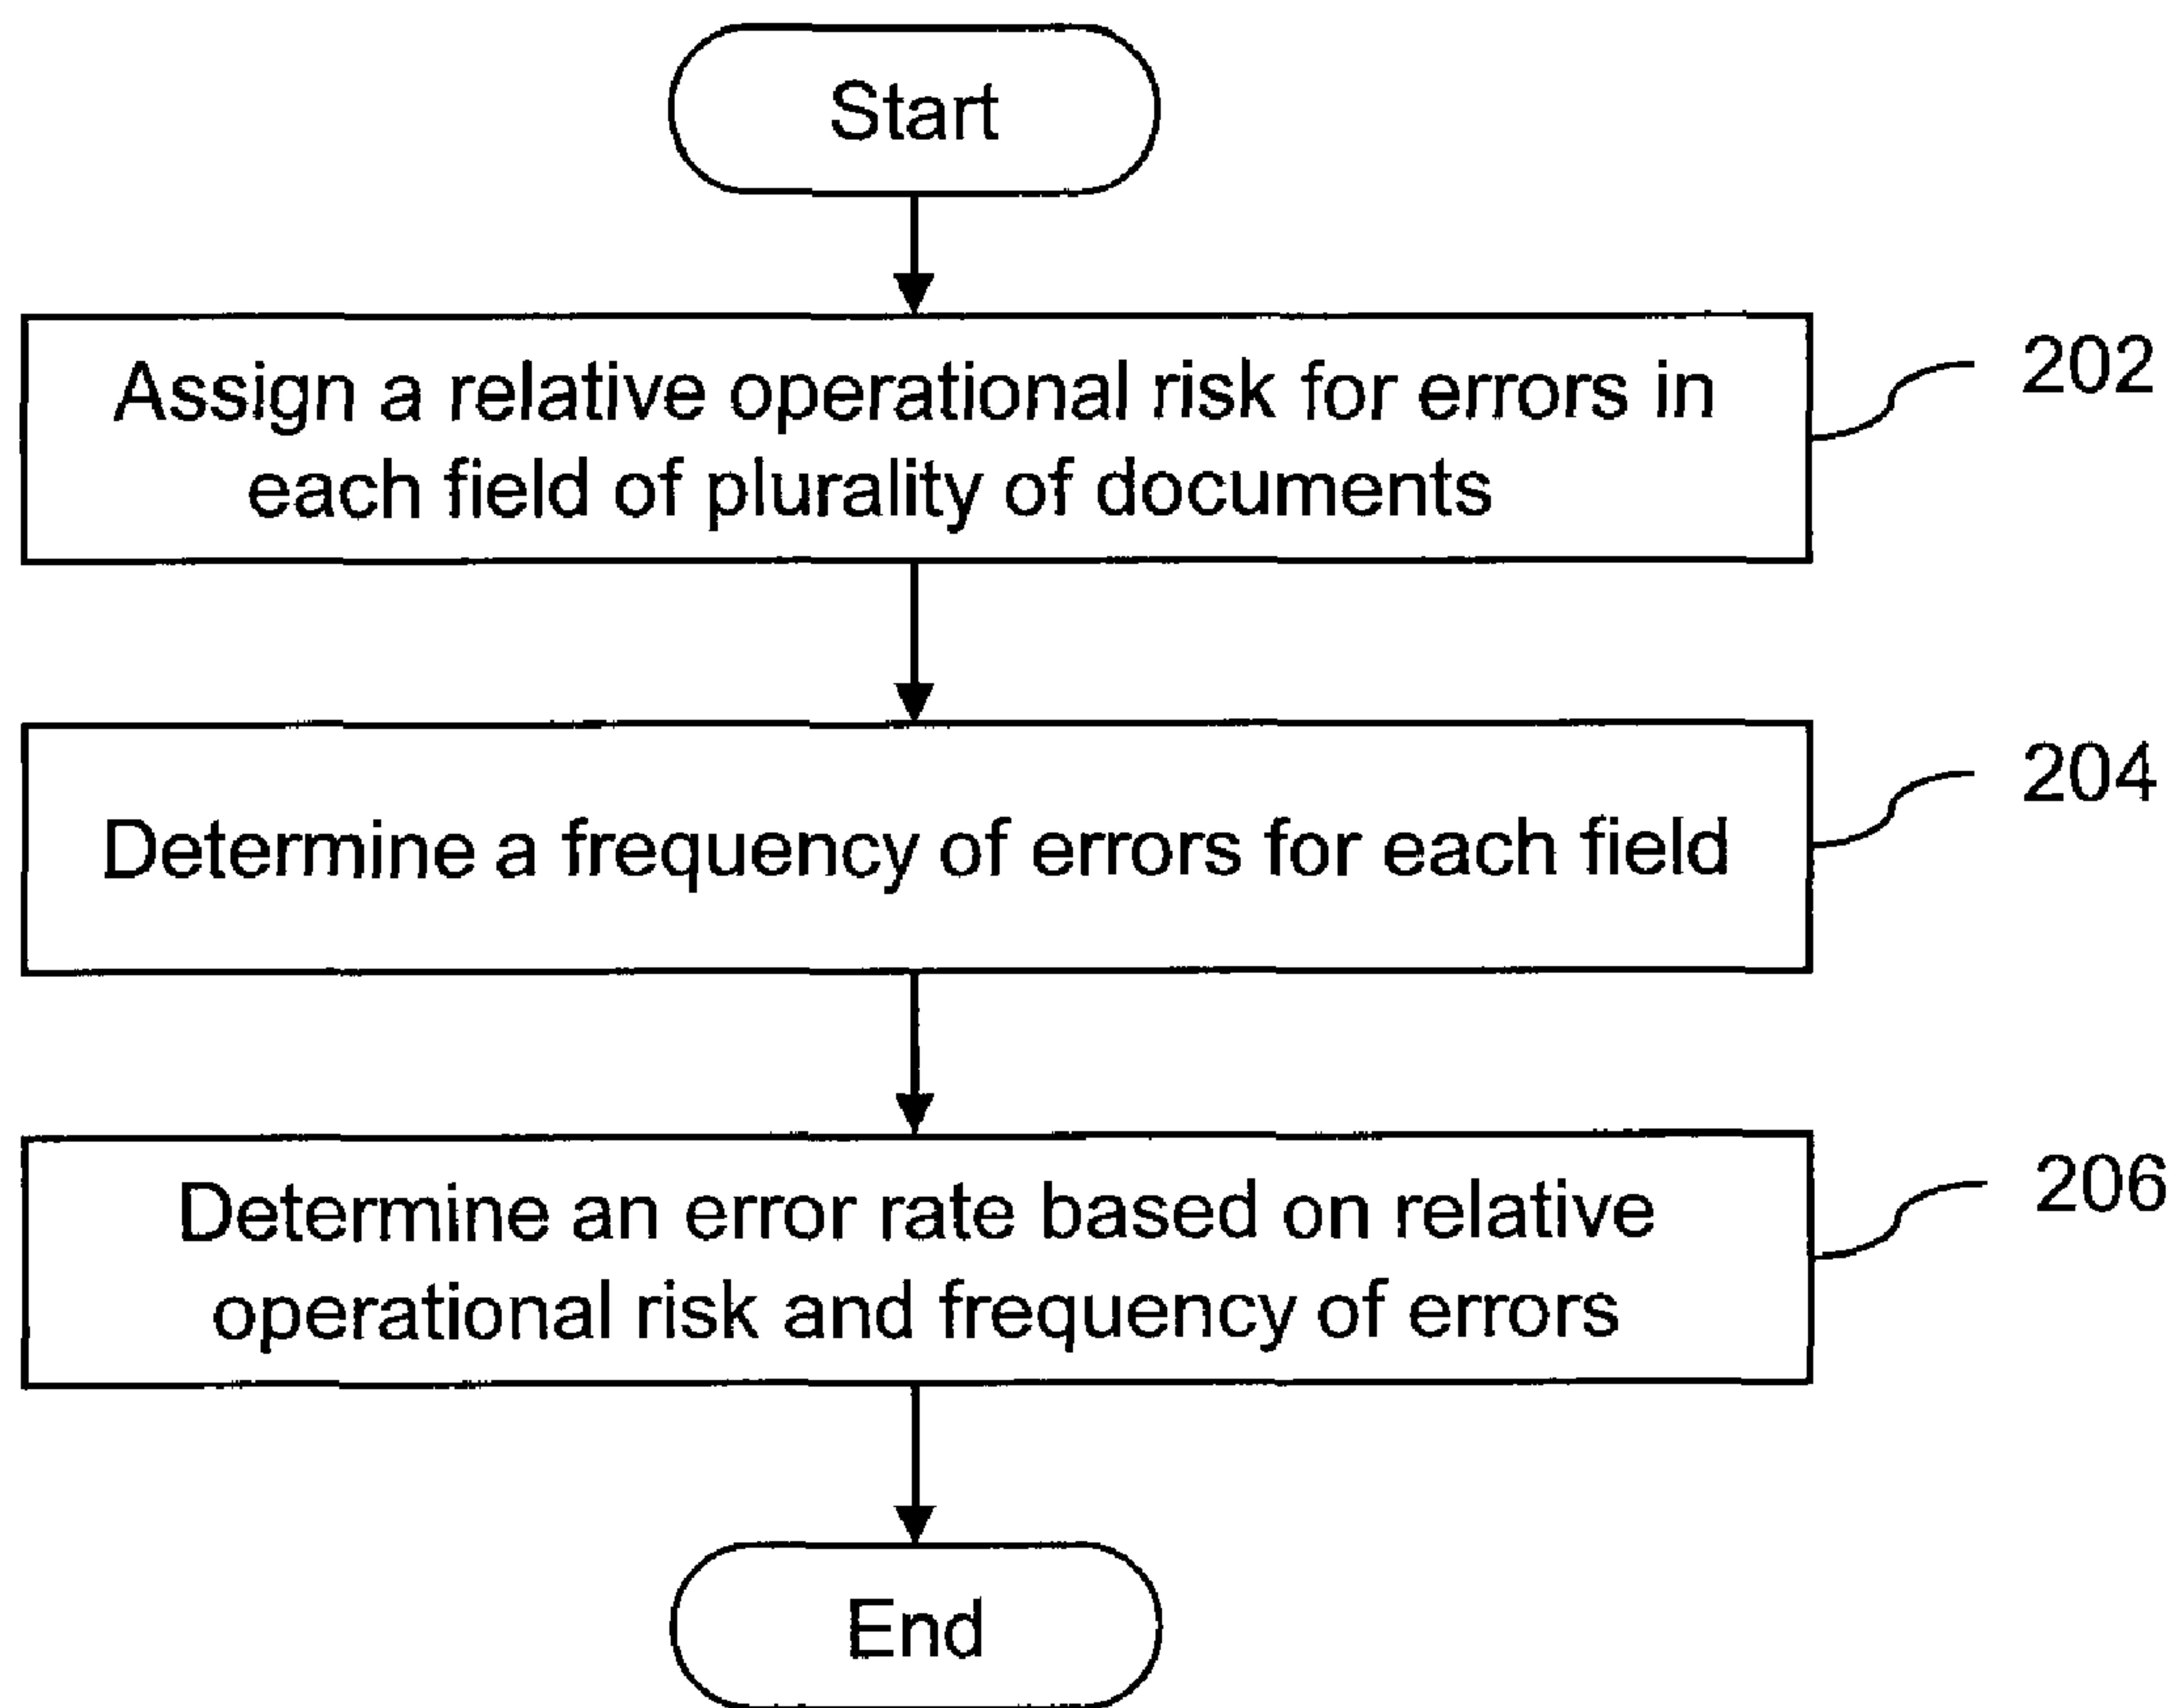 Start
Assign a relative operational risk for errors in
each field of plurality of documents
202
Determine a frequency of errors for each field
204
Determine an error rate based on relative
operational risk and frequency of errors
206
End